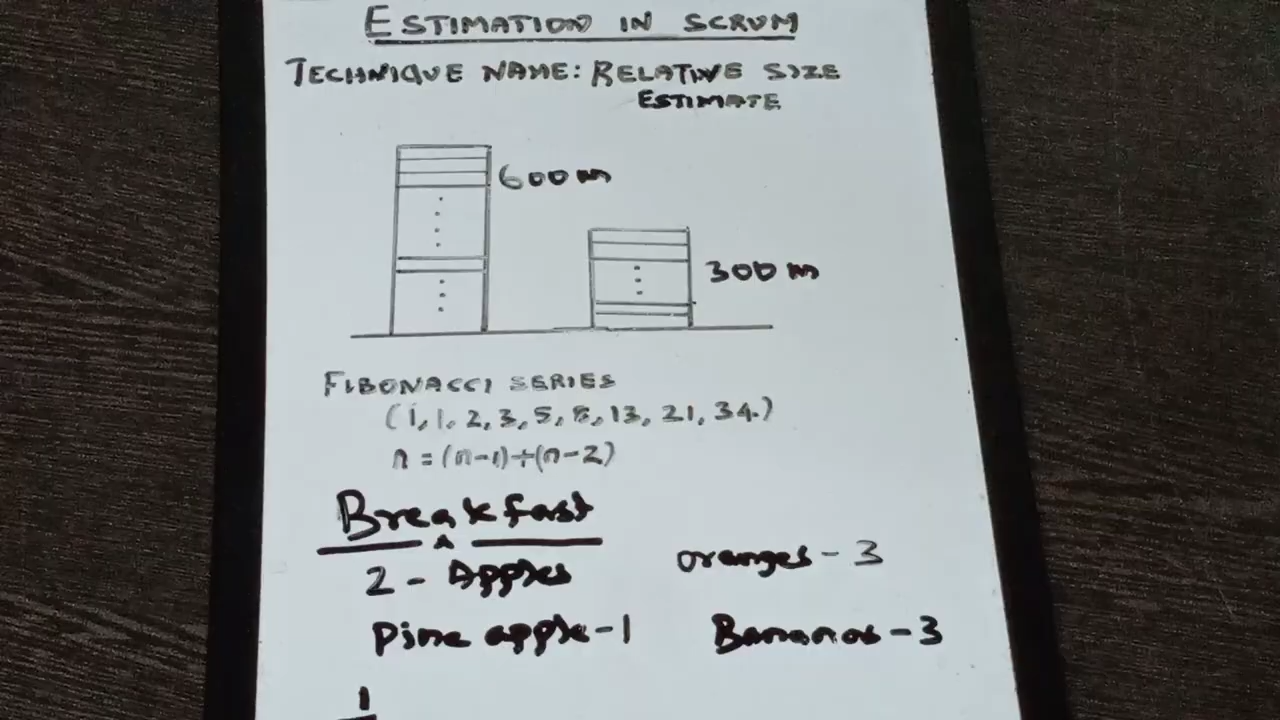 ESTIMATION IN SCRUM
TECHNIQUE NAME: RELATIVE SIZE
ESTIMATE
600 m
300 m
FIBONACCI SERIES
(1, 1, 2, 3, 5, 8, 13, 21, 34.)
n = (n-1)+(n-2)
Breakfast
2 - Apples
oranges - 3
Pine apple - 1
Bananas - 3
1